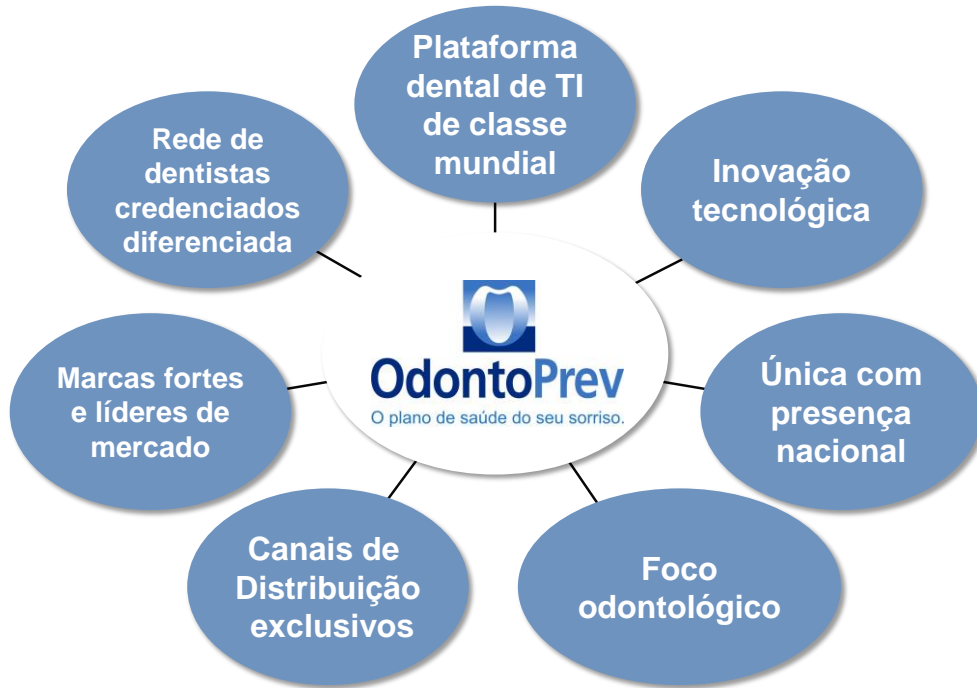 Plataforma
dental de TI
de classe
mundial
Rede de
dentistas
credenciados
diferenciada
Inovação
tecnológica
OdontoPrev
O plano de saúde do seu sorriso.
Marcas fortes
e líderes de
mercado
Única com
presença
nacional
Canais de
Distribuição
exclusivos
Foco
odontológico